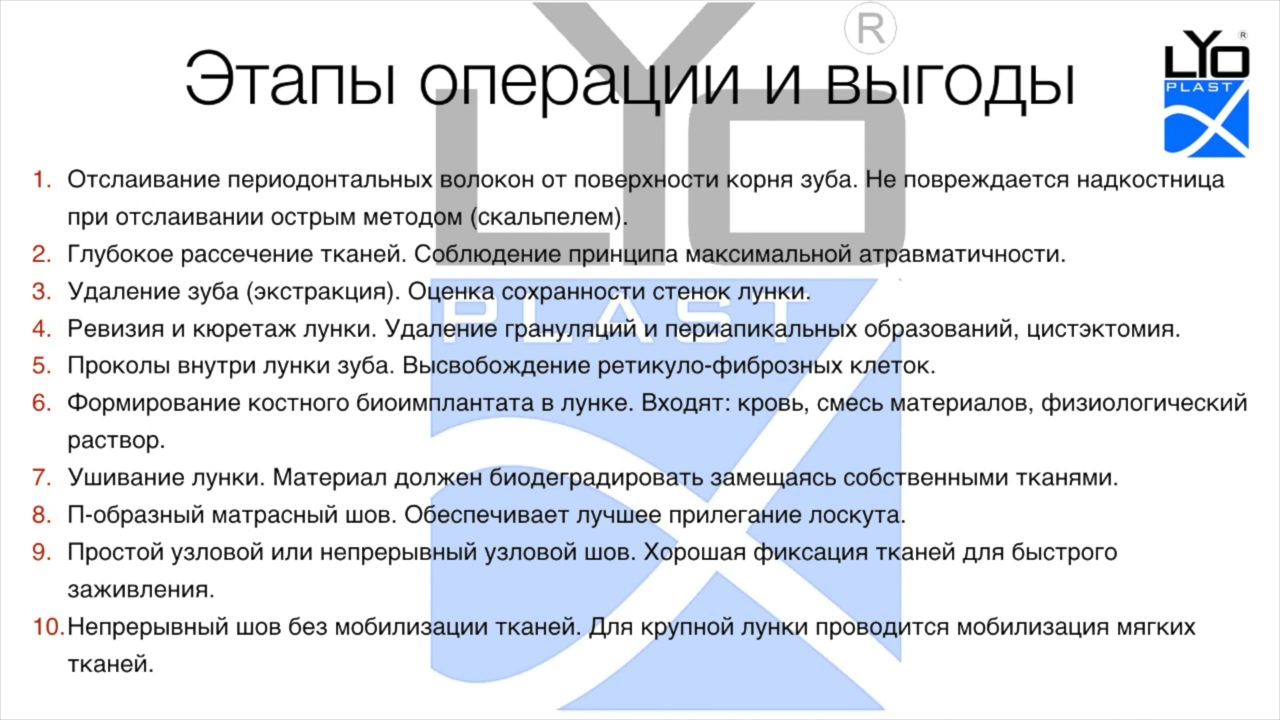 Этапы операции и выгоды
LYO ®
PLAST
LYO ®
PLAST
1. Отслаивание периодонтальных волокон от поверхности корня зуба. Не повреждается надкостница
при отслаивании острым методом (скальпелем).
2. Глубокое рассечение тканей. Соблюдение принципа максимальной атравматичности.
3. Удаление зуба (экстракция). Оценка сохранности стенок лунки.
4. Ревизия и кюретаж лунки. Удаление грануляций и периапикальных образований, цистэктомия.
5. Проколы внутри лунки зуба. Высвобождение ретикуло-фиброзных клеток.
6. Формирование костного биоимплантата в лунке. Входят: кровь, смесь материалов, физиологический
раствор.
7. Ушивание лунки. Материал должен биодеградировать замещаясь собственными тканями.
8. П-образный матрасный шов. Обеспечивает лучшее прилегание лоскута.
9. Простой узловой или непрерывный узловой шов. Хорошая фиксация тканей для быстрого
заживления.
10. Непрерывный шов без мобилизации тканей. Для крупной лунки проводится мобилизация мягких
тканей.